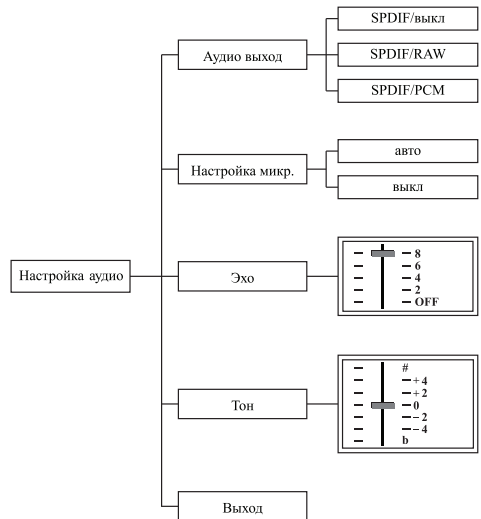 SPDIF/выкл
Аудио выход
SPDIF/RAW
SPDIF/PCM
авто
Настройка микр.
выкл
Настройка аудио
Эхо
8
6
4
2
OFF
Тон
#
+ 4
+ 2
0
– 2
– 4
b
Выход